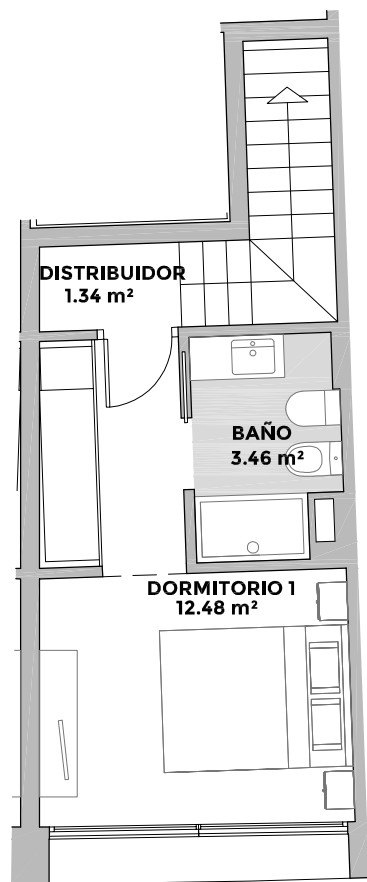 DISTRIBUIDOR
1.34 m²
BAÑO
3.46 m²
DORMITORIO 1
12.48 m²